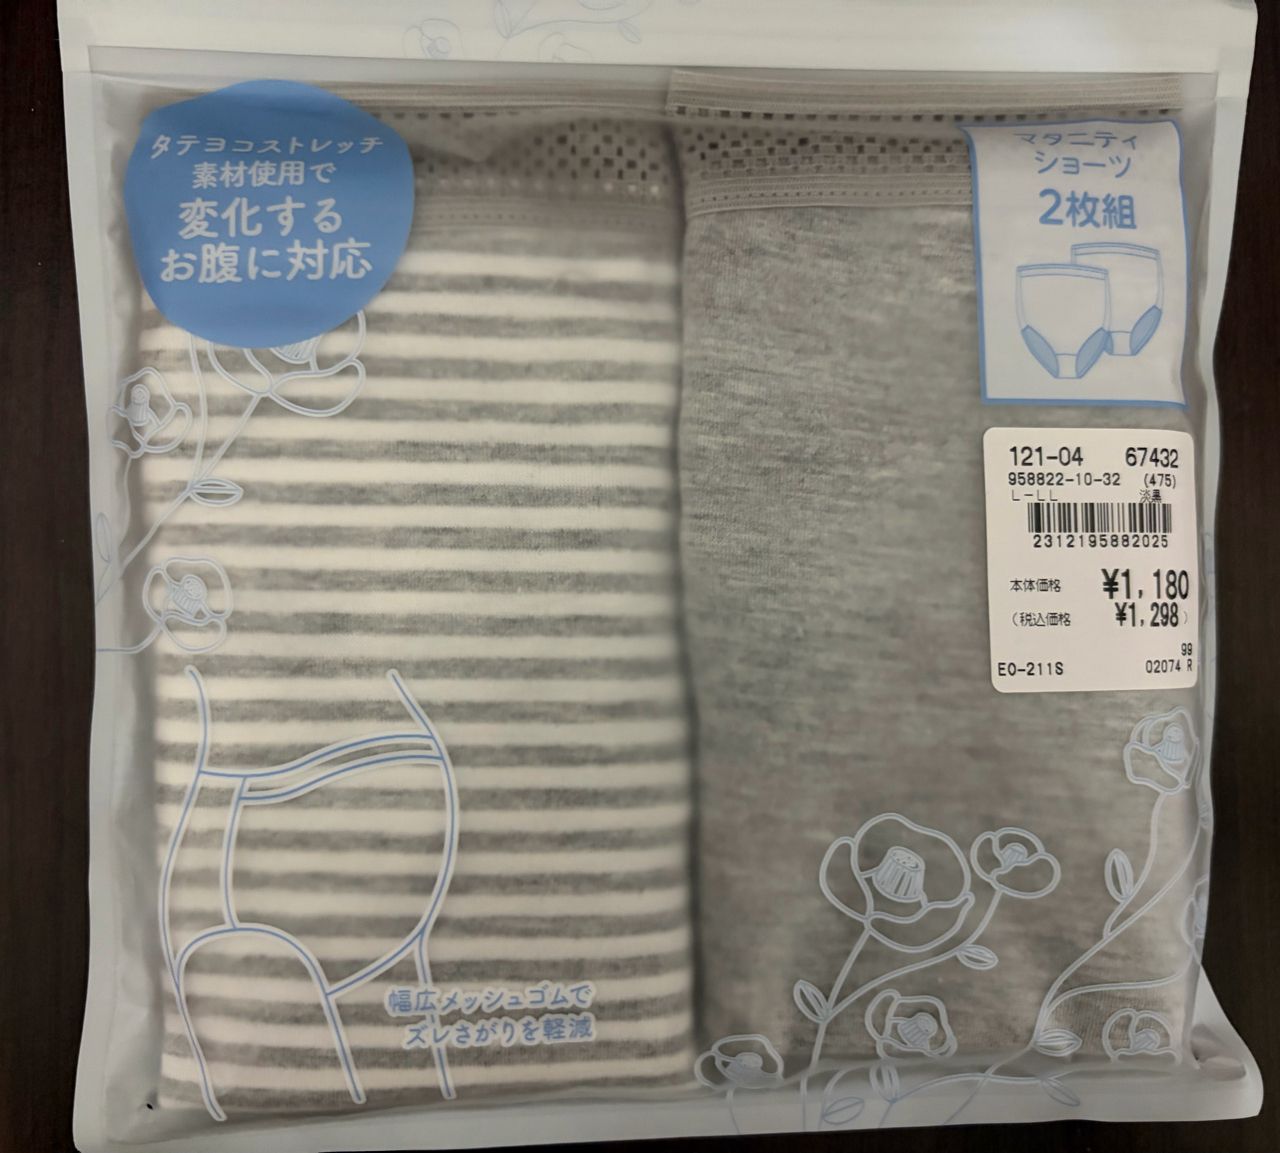 タテヨコストレッチ
素材使用で
変化する
お腹に対応
マタニティ
ショーツ
2枚組
121-04 67432
958822-10-32 (475)
L-LL 淡黒
2312195882025
本体価格 ¥1,180
(税込価格 ¥1,298)
99
EO-211S 02074 R
幅広メッシュゴムで
ズレさがりを軽減